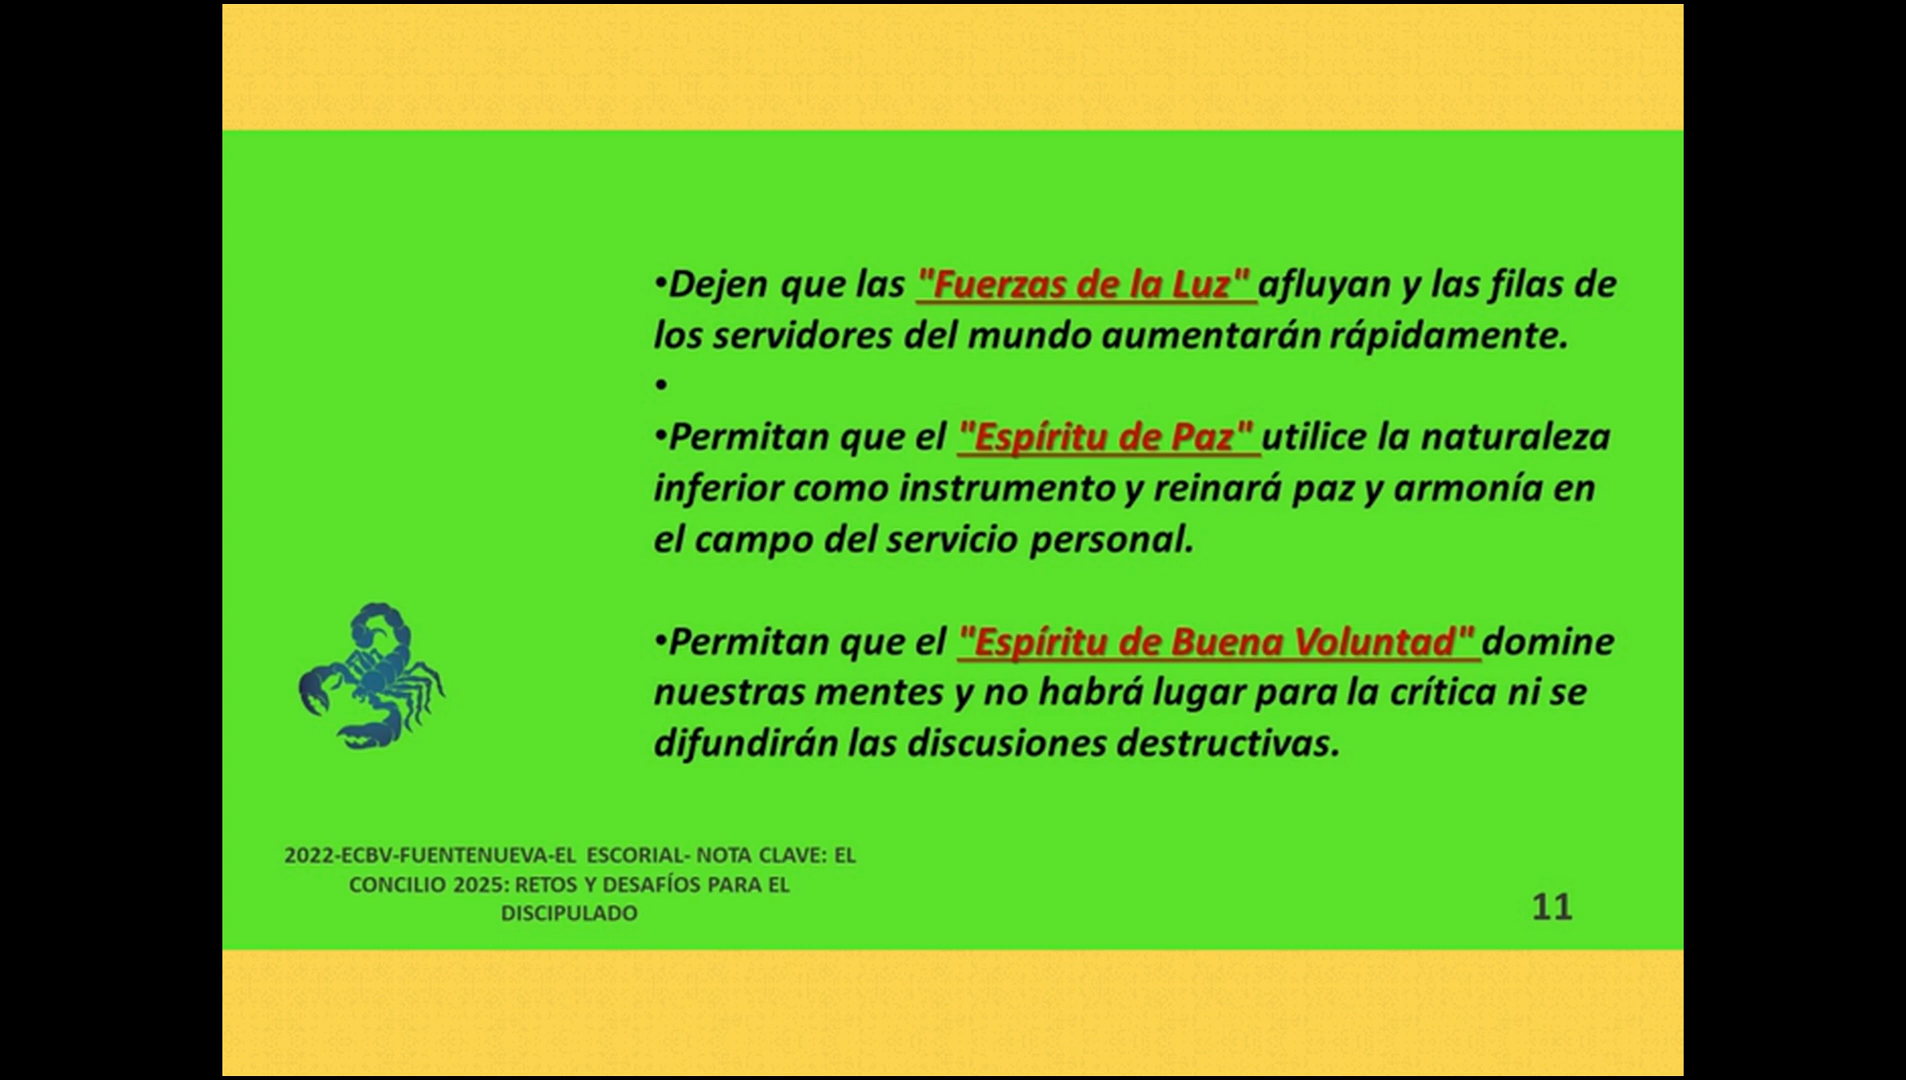 •Dejen que las "Fuerzas de la Luz" afluyan y las filas de
los servidores del mundo aumentarán rápidamente.
•
•Permitan que el "Espíritu de Paz" utilice la naturaleza
inferior como instrumento y reinará paz y armonía en
el campo del servicio personal.
•Permitan que el "Espíritu de Buena Voluntad" domine
nuestras mentes y no habrá lugar para la crítica ni se
difundirán las discusiones destructivas.
2022-ECBV-FUENTENUEVA-EL ESCORIAL- NOTA CLAVE: EL
CONCILIO 2025: RETOS Y DESAFÍOS PARA EL
DISCIPULADO
11